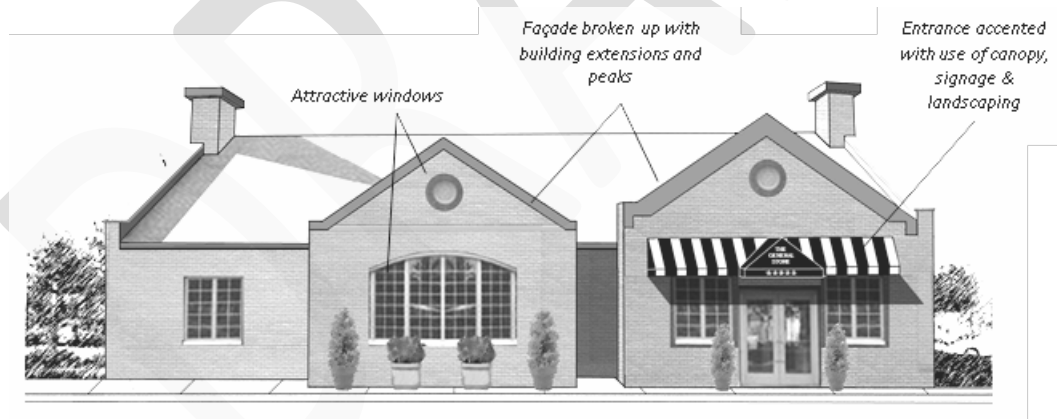 Façade broken up with
building extensions and
peaks
Entrance accented
with use of canopy,
signage &
landscaping
Attractive windows
THE
GENERAL
STORE